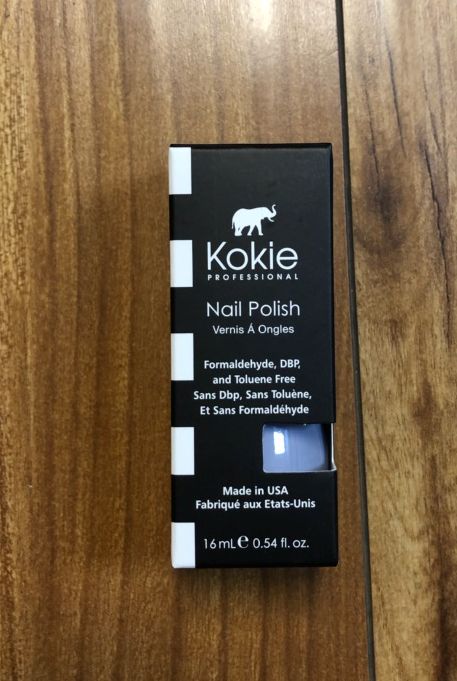 Kokie
PROFESSIONAL
Nail Polish
Vernis Á Ongles
Formaldehyde, DBP,
and Toluene Free
Sans Dbp, Sans Toluène,
Et Sans Formaldéhyde
Made in USA
Fabriqué aux Etats-Unis
16 mL ℮ 0.54 fl. oz.